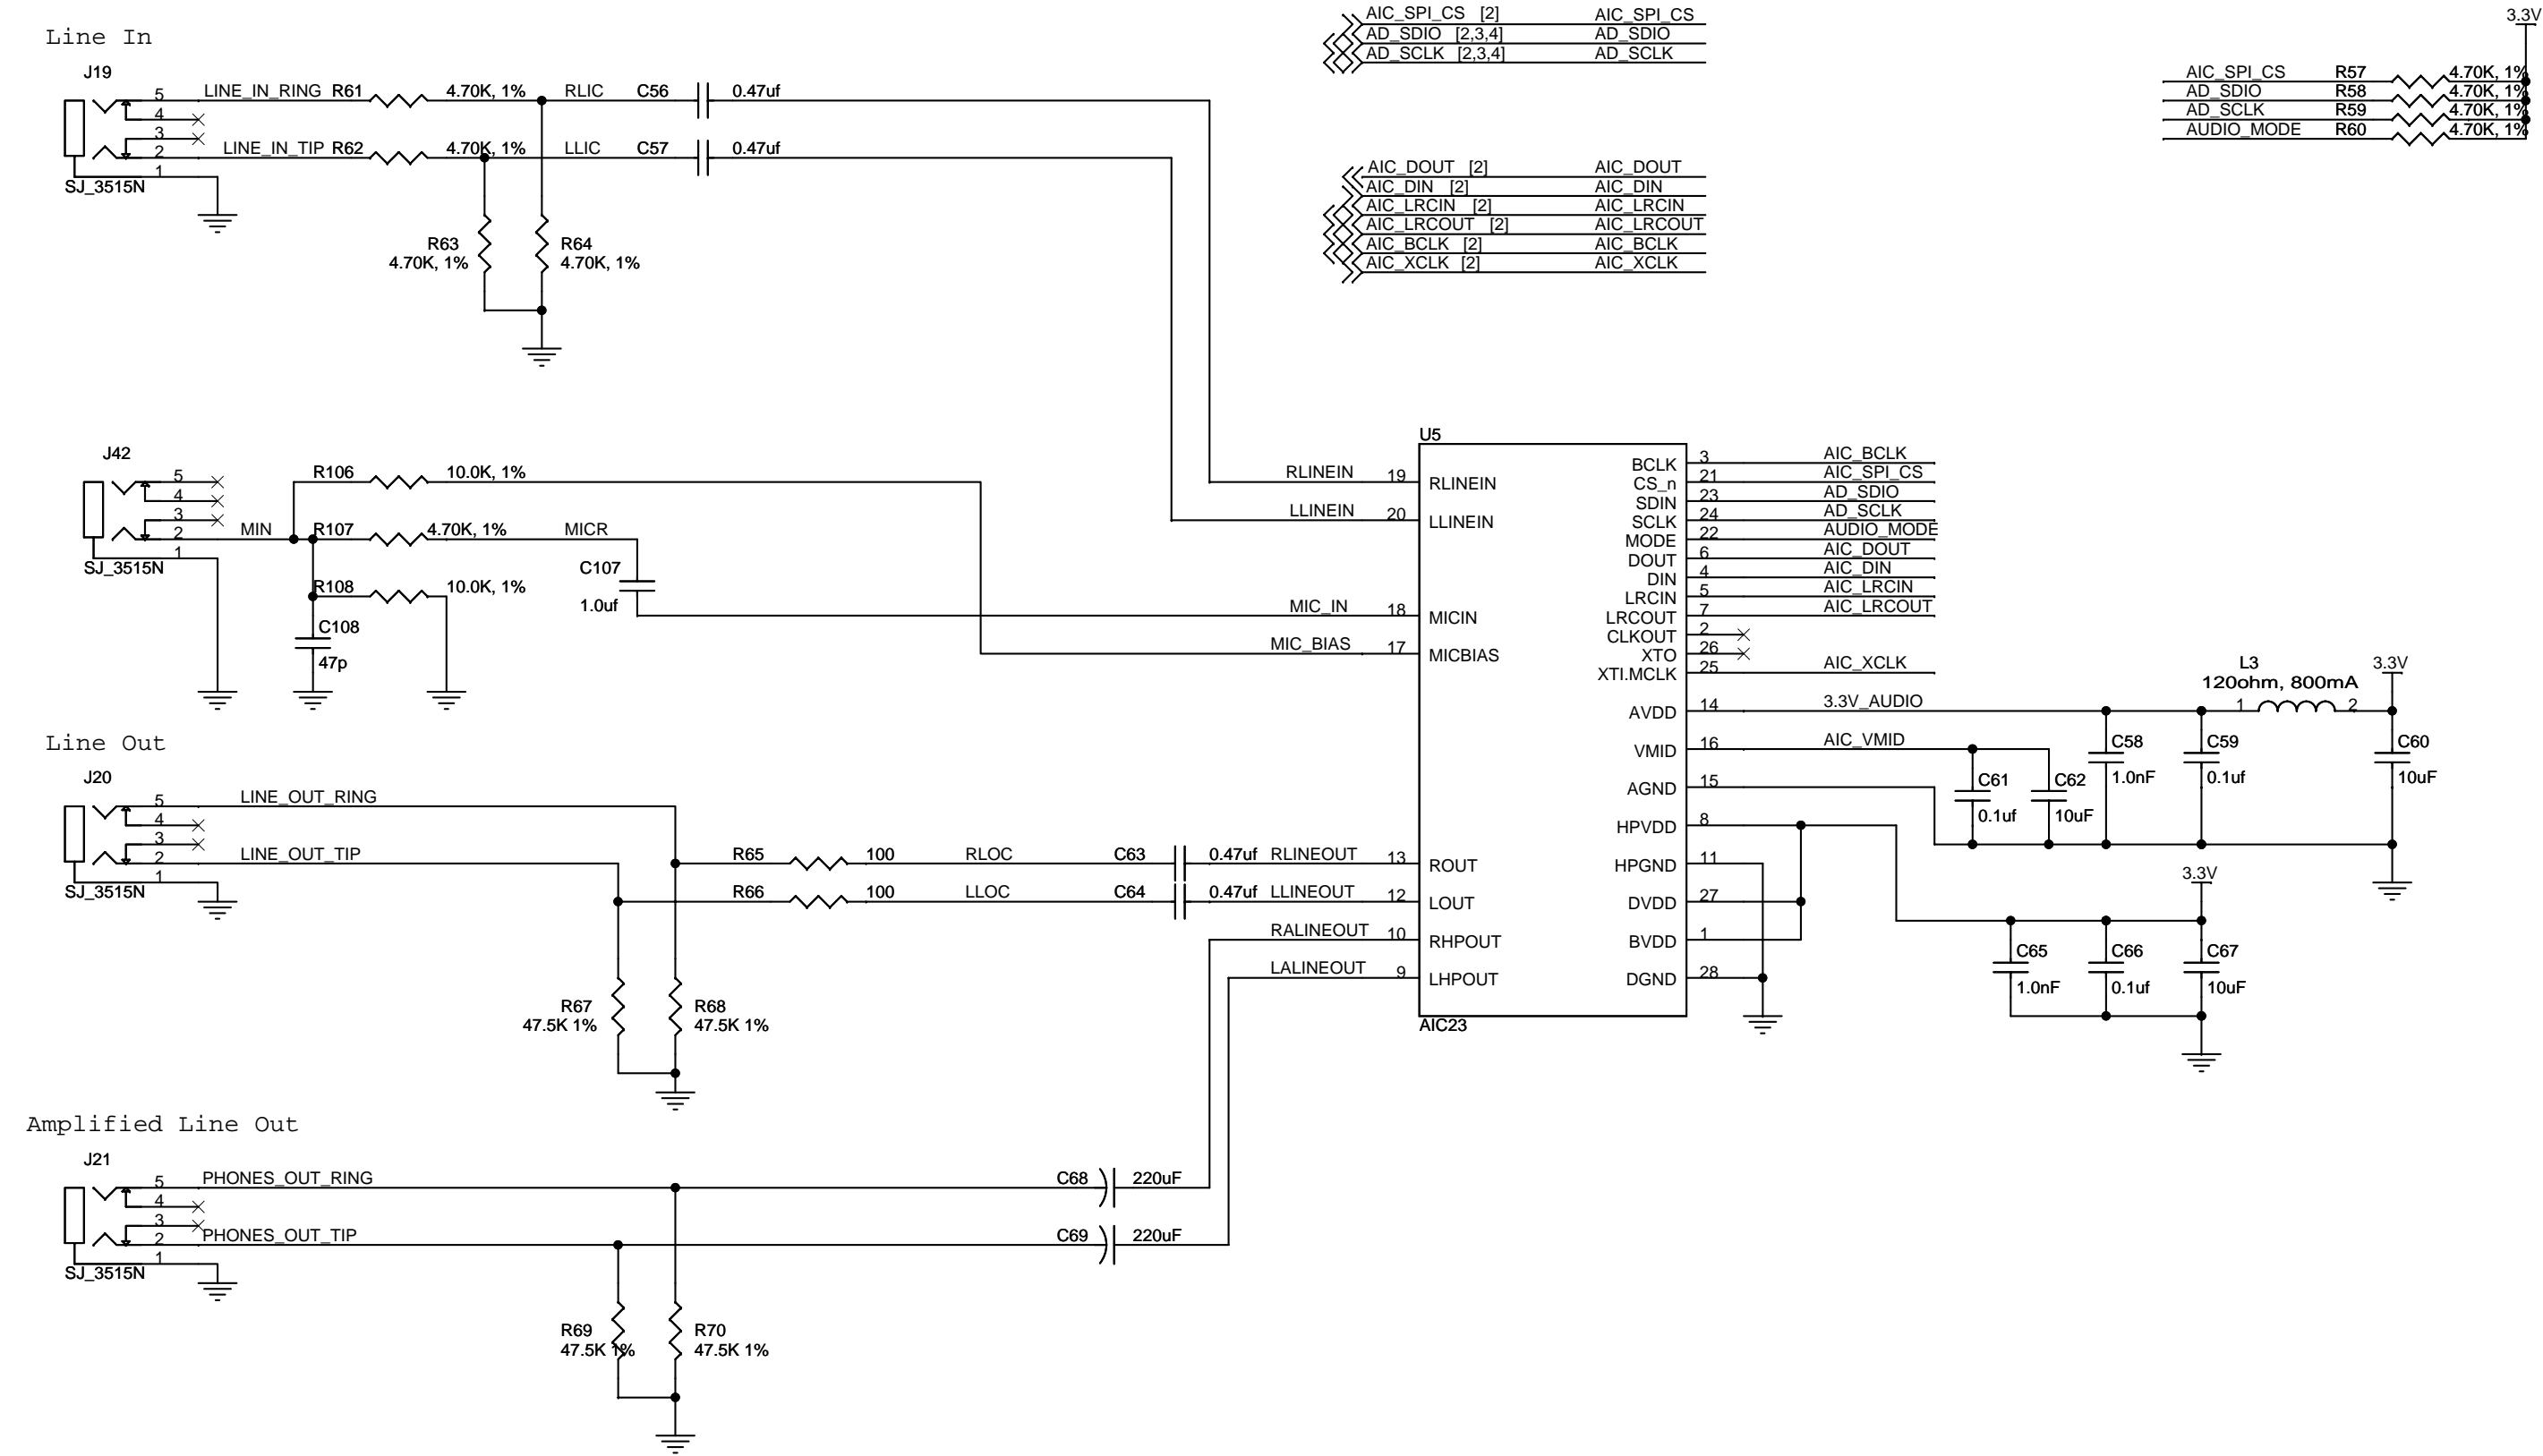 Line In
J19
5 LINE_IN_RING R61 4.70K, 1% RLIC C56 0.47uf
4
3
2 LINE_IN_TIP R62 4.70K, 1% LLIC C57 0.47uf
1
SJ_3515N
R63
4.70K, 1%
R64
4.70K, 1%
AIC_SPI_CS [2] AIC_SPI_CS
AD_SDIO [2,3,4] AD_SDIO
AD_SCLK [2,3,4] AD_SCLK
AIC_DOUT [2] AIC_DOUT
AIC_DIN [2] AIC_DIN
AIC_LRCIN [2] AIC_LRCIN
AIC_LRCOUT [2] AIC_LRCOUT
AIC_BCLK [2] AIC_BCLK
AIC_XCLK [2] AIC_XCLK
3.3V
AIC_SPI_CS R57 4.70K, 1%
AD_SDIO R58 4.70K, 1%
AD_SCLK R59 4.70K, 1%
AUDIO_MODE R60 4.70K, 1%
J42
5
4
3
2
1
SJ_3515N
MIN
R106 10.0K, 1%
R107 4.70K, 1% MICR
R108 10.0K, 1%
C107
1.0uf
C108
47p
U5
RLINEIN 19 RLINEIN
LLINEIN 20 LLINEIN
MIC_IN 18 MICIN
MIC_BIAS 17 MICBIAS
BCLK 3 AIC_BCLK
CS_n 21 AIC_SPI_CS
SDIN 23 AD_SDIO
SCLK 24 AD_SCLK
MODE 22 AUDIO_MODE
DOUT 6 AIC_DOUT
DIN 4 AIC_DIN
LRCIN 5 AIC_LRCIN
LRCOUT 7 AIC_LRCOUT
CLKOUT 2
XTO 26
XTI.MCLK 25 AIC_XCLK
AVDD 14 3.3V_AUDIO
VMID 16 AIC_VMID
AGND 15
HPVDD 8
HPGND 11
DVDD 27
BVDD 1
DGND 28
L3
120ohm, 800mA
1 2
3.3V
C58
1.0nF
C59
0.1uf
C60
10uF
C61
0.1uf
C62
10uF
3.3V
C65
1.0nF
C66
0.1uf
C67
10uF
Line Out
J20
5 LINE_OUT_RING
4
3
2 LINE_OUT_TIP
1
SJ_3515N
R65 100 RLOC C63 0.47uf RLINEOUT 13 ROUT
R66 100 LLOC C64 0.47uf LLINEOUT 12 LOUT
RALINEOUT 10 RHPOUT
LALINEOUT 9 LHPOUT
AIC23
R67
47.5K 1%
R68
47.5K 1%
Amplified Line Out
J21
5 PHONES_OUT_RING
4
3
2 PHONES_OUT_TIP
1
SJ_3515N
C68 220uF
C69 220uF
R69
47.5K 1%
R70
47.5K 1%